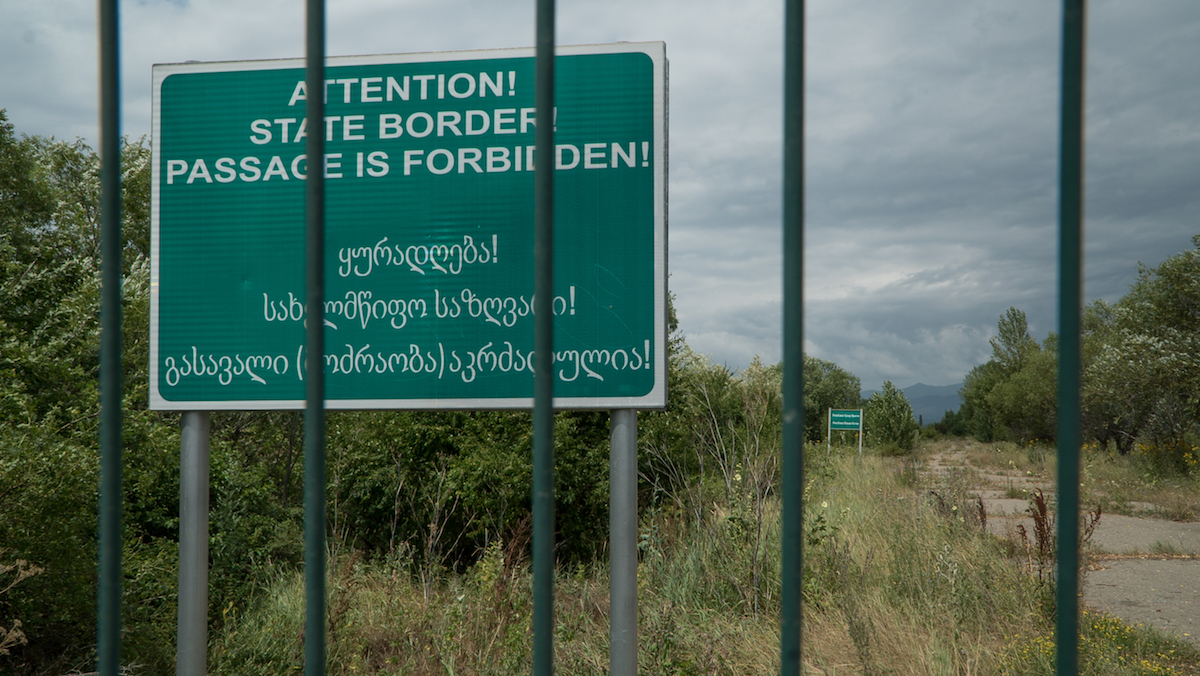 ATTENTION!
STATE BORDER!
PASSAGE IS FORBIDDEN!
ყურადღება!
სახელმწიფო საზღვარი!
გასავალი (მოძრაობა) აკრძალულია!